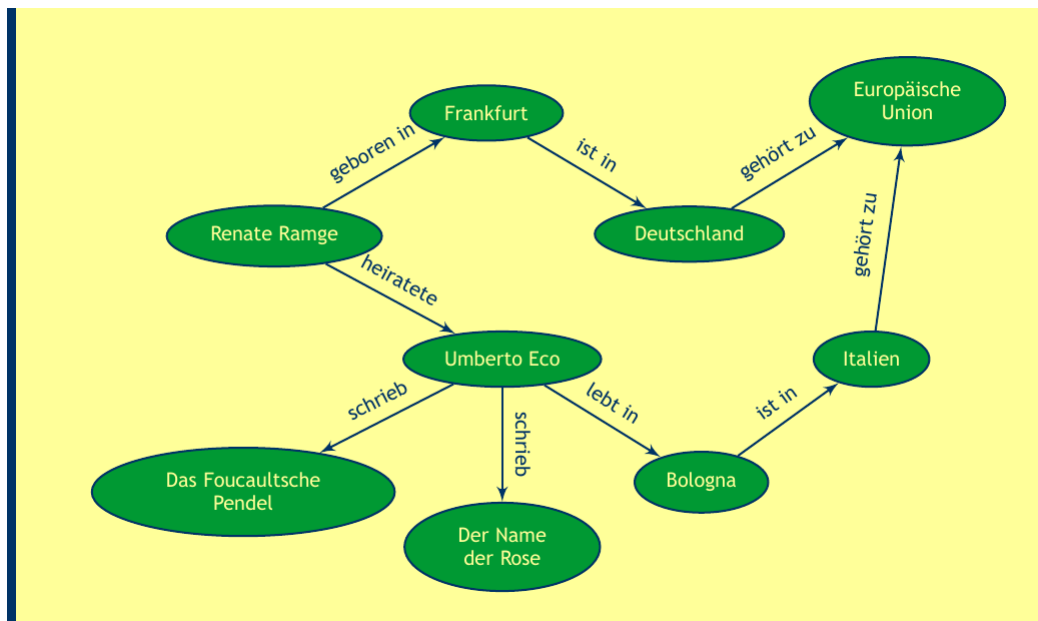 Europäische
Union
Frankfurt
geboren in
ist in
gehört zu
Renate Ramge
Deutschland
gehört zu
heiratete
Umberto Eco
Italien
schrieb
schrieb
lebt in
ist in
Das Foucaultsche
Pendel
Bologna
Der Name
der Rose